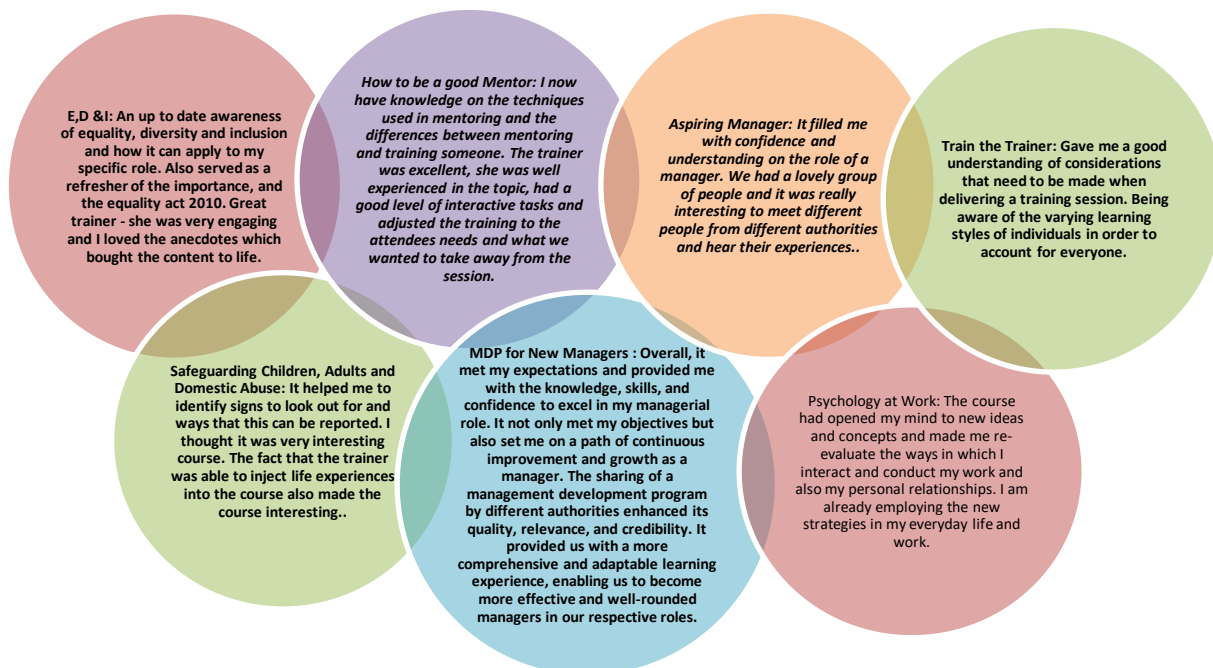 E,D &I: An up to date awareness
of equality, diversity and inclusion
and how it can apply to my
specific role. Also served as a
refresher of the importance, and
the equality act 2010. Great
trainer - she was very engaging
and I loved the anecdotes which
bought the content to life.
How to be a good Mentor: I now
have knowledge on the techniques
used in mentoring and the
differences between mentoring
and training someone. The trainer
was excellent, she was well
experienced in the topic, had a
good level of interactive tasks and
adjusted the training to the
attendees needs and what we
wanted to take away from the
session.
Aspiring Manager: It filled me
with confidence and
understanding on the role of a
manager. We had a lovely group
of people and it was really
interesting to meet different
people from different authorities
and hear their experiences..
Train the Trainer: Gave me a good
understanding of considerations
that need to be made when
delivering a training session. Being
aware of the varying learning
styles of individuals in order to
account for everyone.
Safeguarding Children, Adults and
Domestic Abuse: It helped me to
identify signs to look out for and
ways that this can be reported. I
thought it was very interesting
course. The fact that the trainer
was able to inject life experiences
into the course also made the
course interesting..
MDP for New Managers : Overall, it
met my expectations and provided me
with the knowledge, skills, and
confidence to excel in my managerial
role. It not only met my objectives but
also set me on a path of continuous
improvement and growth as a
manager. The sharing of a
management development program
by different authorities enhanced its
quality, relevance, and credibility. It
provided us with a more
comprehensive and adaptable learning
experience, enabling us to become
more effective and well-rounded
managers in our respective roles.
Psychology at Work: The course
had opened my mind to new ideas
and concepts and made me re-
evaluate the ways in which I
interact and conduct my work and
also my personal relationships. I am
already employing the new
strategies in my everyday life and
work.